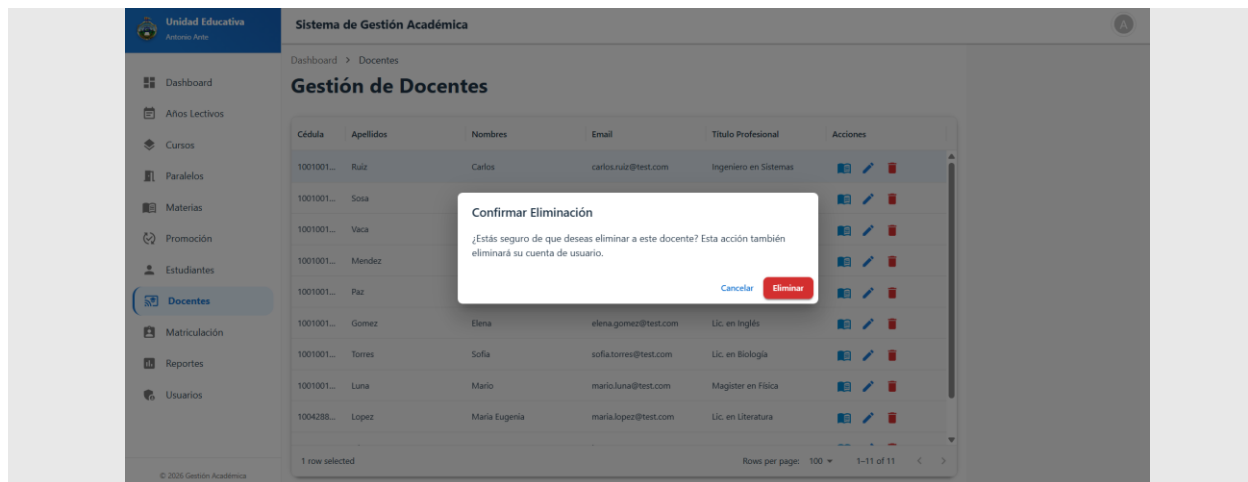 Unidad Educativa
Antonio Ante
Sistema de Gestión Académica
A
Dashboard > Docentes
Gestión de Docentes
Dashboard
Años Lectivos
Cursos
Paralelos
Materias
Promoción
Estudiantes
Docentes
Matriculación
Reportes
Usuarios
© 2026 Gestión Académica
Cédula Apellidos Nombres Email Título Profesional Acciones
1001001... Ruiz Carlos carlos.ruiz@test.com Ingeniero en Sistemas
1001001... Sosa
1001001... Vaca
1001001... Mendez
1001001... Paz
1001001... Gomez Elena elena.gomez@test.com Lic. en Inglés
1001001... Torres Sofia sofia.torres@test.com Lic. en Biología
1001001... Luna Mario mario.luna@test.com Magister en Física
1004288... Lopez Maria Eugenia maria.lopez@test.com Lic. en Literatura
1 row selected Rows per page: 100 1–11 of 11
Confirmar Eliminación
¿Estás seguro de que deseas eliminar a este docente? Esta acción también
eliminará su cuenta de usuario.
Cancelar Eliminar